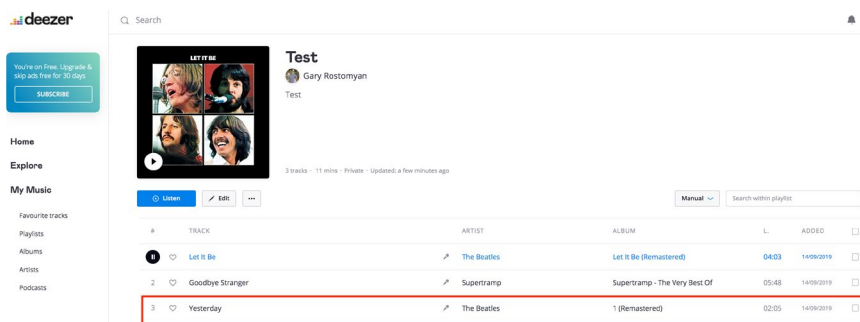 deezer
Search
You're on Free. Upgrade &
skip ads free for 30 days
SUBSCRIBE
Home
Explore
My Music
Favourite tracks
Playlists
Albums
Artists
Podcasts
LET IT BE
Test
Gary Rostomyan
Test
3 tracks · 11 mins · Private · Updated: a few minutes ago
Listen Edit ...
Manual Search within playlist
# TRACK ARTIST ALBUM L. ADDED
Let It Be The Beatles Let It Be (Remastered) 04:03 14/09/2019
2 Goodbye Stranger Supertramp Supertramp - The Very Best Of 05:48 14/09/2019
3 Yesterday The Beatles 1 (Remastered) 02:05 14/09/2019